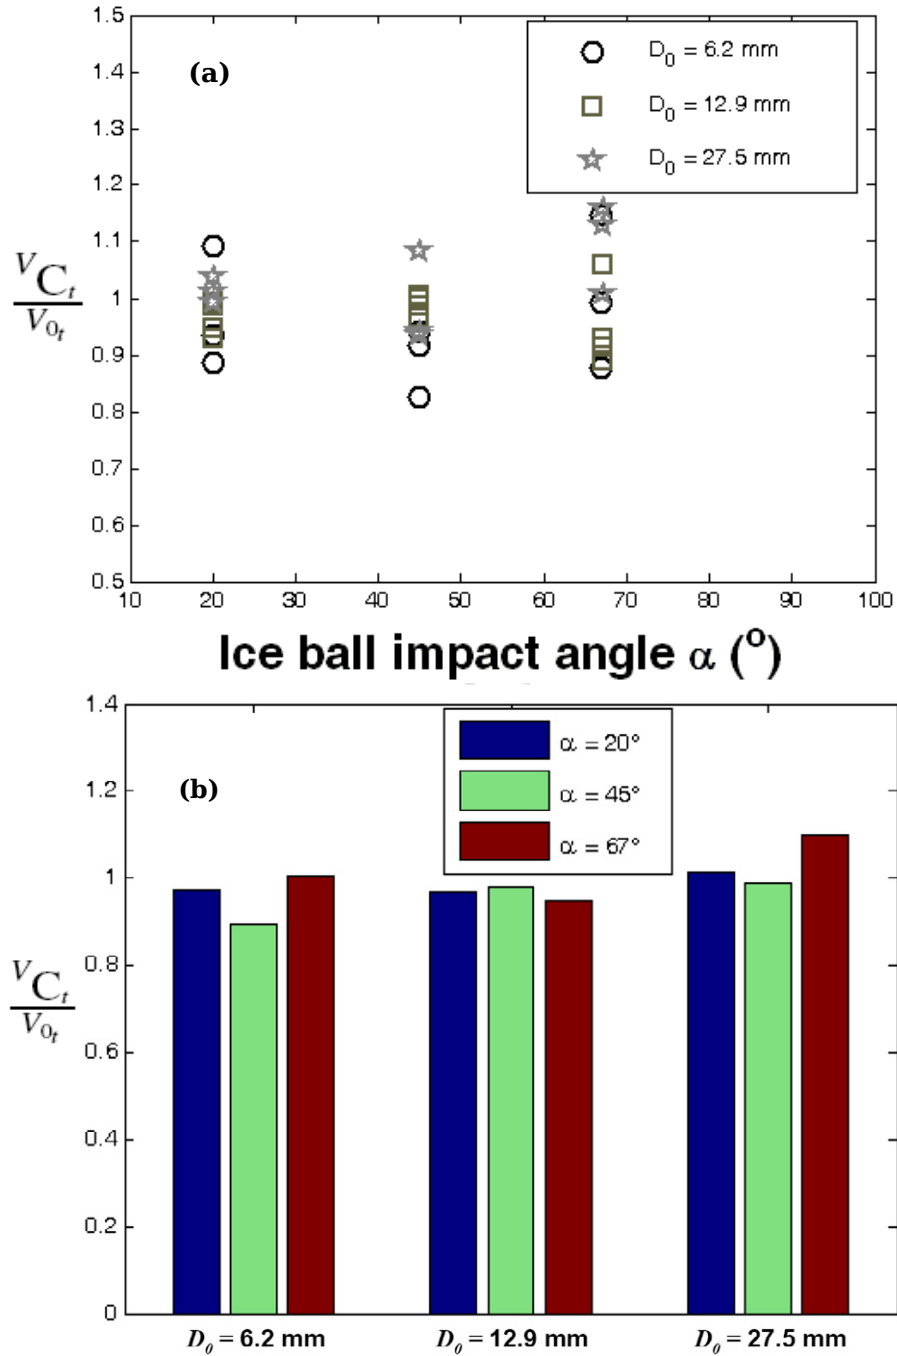 1.5
1.4
1.3
1.2
1.1
1
0.9
0.8
0.7
0.6
0.5
(a)
D0 = 6.2 mm
D0 = 12.9 mm
D0 = 27.5 mm
VCt
V0t
10 20 30 40 50 60 70 80 90 100
Ice ball impact angle α (o)
1.4
1.2
1
0.8
0.6
0.4
0.2
0
(b)
α = 20°
α = 45°
α = 67°
VCt
V0t
D0 = 6.2 mm D0 = 12.9 mm D0 = 27.5 mm